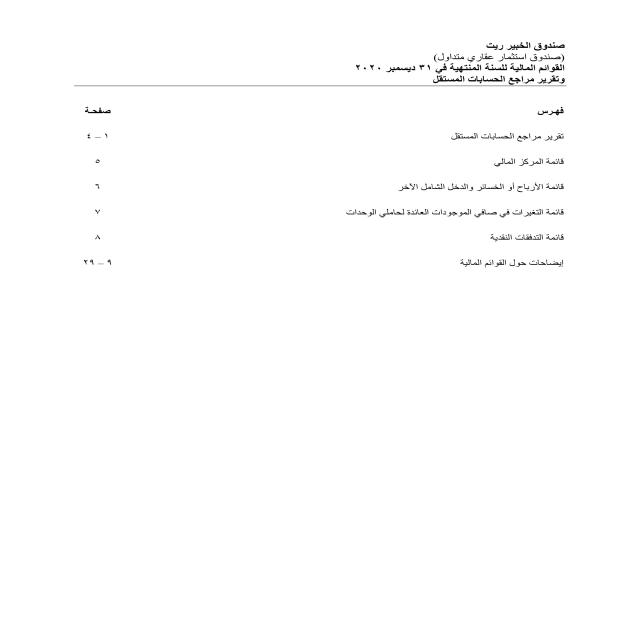 صندوق الخبير ريت
(صندوق استثمار عقاري متداول)
القوائم المالية للسنة المنتهية في ٣١ ديسمبر ٢٠٢٠
وتقرير مراجع الحسابات المستقل
فهرس صفحة
تقرير مراجع الحسابات المستقل ١ – ٤
قائمة المركز المالي ٥
قائمة الأرباح أو الخسائر والدخل الشامل الآخر ٦
قائمة التغيرات في صافي الموجودات العائدة لحاملي الوحدات ٧
قائمة التدفقات النقدية ٨
إيضاحات حول القوائم المالية ٩ – ٢٩